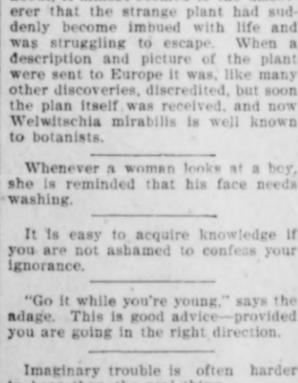 erer that the strange plant had sud-
denly become imbued with life and
was struggling to escape. When a
description and picture of the plant
were sent to Europe it was, like many
other discoveries, discredited, but soon
the plan itself was received, and now
Welwitschia mirabilis is well known
to botanists.
Whenever a woman looks at a boy,
she is reminded that his face needs
washing.
It is easy to acquire knowledge if
you are not ashamed to confess your
ignorance.
"Go it while you're young," says the
adage. This is good advice—provided
you are going in the right direction.
Imaginary trouble is often harder